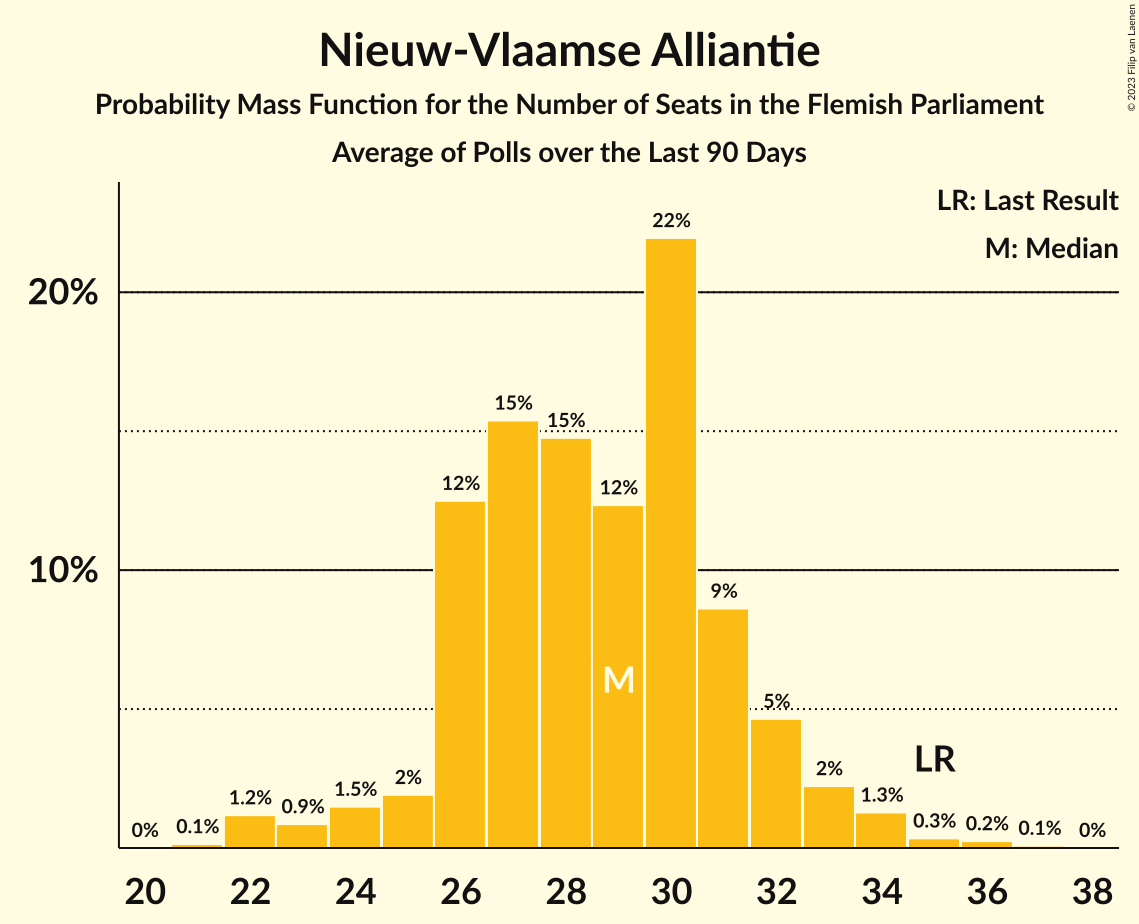 Nieuw-Vlaamse Alliantie
Probability Mass Function for the Number of Seats in the Flemish Parliament
Average of Polls over the Last 90 Days
© 2023 Filip van Laenen
LR: Last Result
M: Median
20%
10%
0%
0.1%
1.2%
0.9%
1.5%
2%
12%
15%
15%
12%
22%
9%
5%
2%
1.3%
0.3%
0.2%
0.1%
0%
M
LR
20 22 24 26 28 30 32 34 36 38